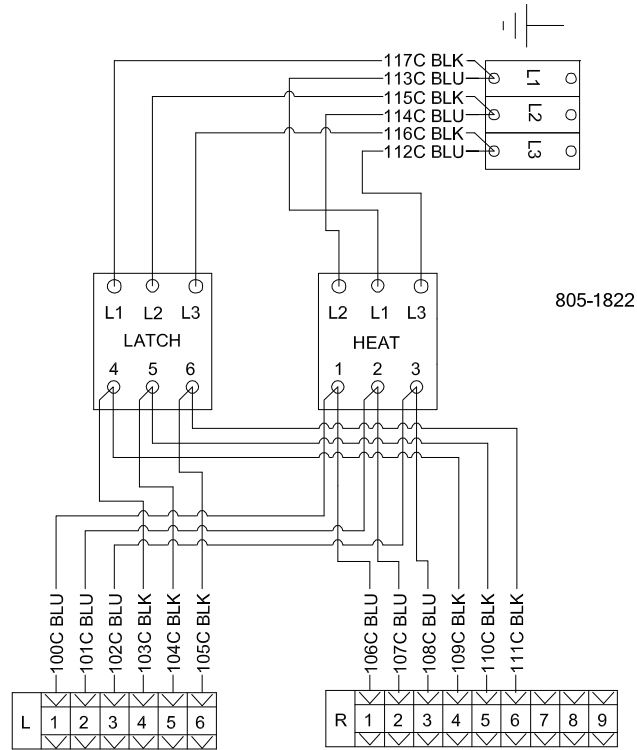 117C BLK
113C BLU
115C BLK
114C BLU
116C BLK
112C BLU
L1
L2
L3
L1 L2 L3
LATCH
4 5 6
L2 L1 L3
HEAT
1 2 3
805-1822
100C BLU
101C BLU
102C BLU
103C BLK
104C BLK
105C BLK
106C BLU
107C BLU
108C BLU
109C BLK
110C BLK
111C BLK
L 1 2 3 4 5 6
R 1 2 3 4 5 6 7 8 9